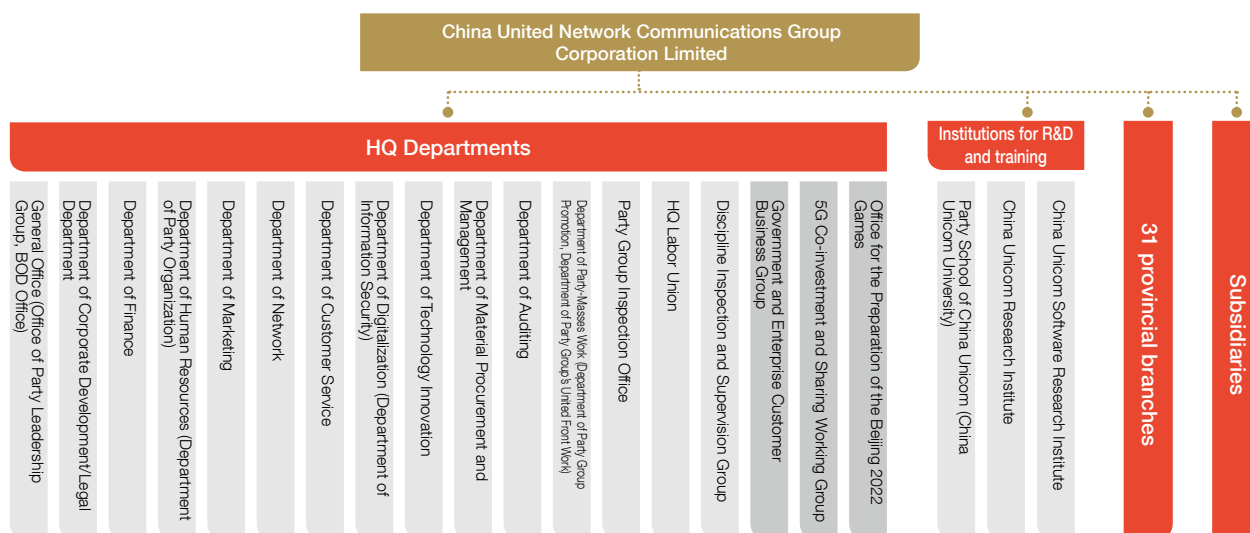 China United Network Communications Group
Corporation Limited
HQ Departments
Institutions for R&D
and training
31 provincial branches
Subsidiaries
General Office (Office of Party Leadership
Group, BOD Office)
Department of Corporate Development/Legal
Department
Department of Finance
Department of Human Resources (Department
of Party Organization)
Department of Marketing
Department of Network
Department of Customer Service
Department of Digitalization (Department of
Information Security)
Department of Technology Innovation
Department of Material Procurement and
Management
Department of Auditing
Department of Party-Masses Work (Department of Party Group
Promotion, Department of Party Group's United Front Work)
Party Group Inspection Office
HQ Labor Union
Discipline Inspection and Supervision Group
Government and Enterprise Customer
Business Group
5G Co-investment and Sharing Working Group
Office for the Preparation of the Beijing 2022
Games
Party School of China Unicom (China
Unicom University)
China Unicom Research Institute
China Unicom Software Research Institute